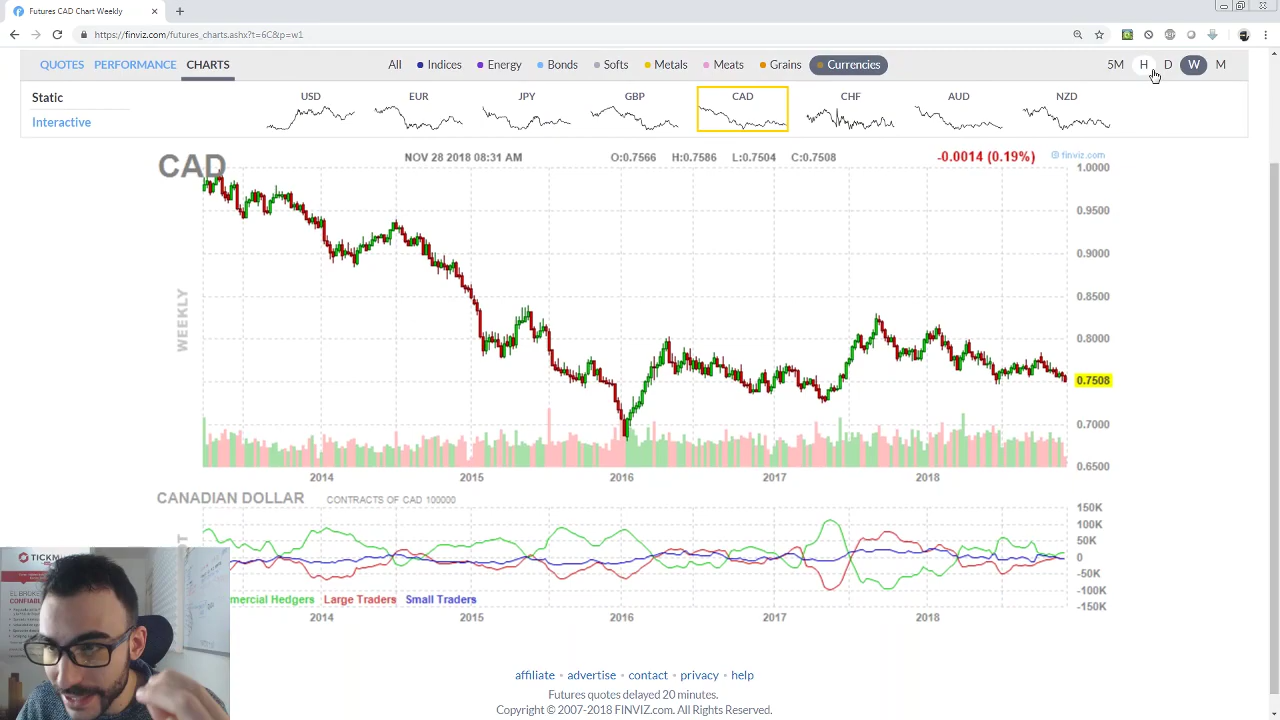 Futures CAD Chart Weekly
https://finviz.com/futures_charts.ashx?t=6C&p=w1
QUOTES PERFORMANCE CHARTS All Indices Energy Bonds Softs Metals Meats Grains Currencies 5M H D W M
Static
Interactive
USD EUR JPY GBP CAD CHF AUD NZD
CAD NOV 28 2018 08:31 AM O:0.7566 H:0.7586 L:0.7504 C:0.7508 -0.0014 (0.19%) © finviz.com
1.0000
0.9500
0.9000
0.8500
WEEKLY
0.8000
0.7508
0.7000
0.6500
2014 2015 2016 2017 2018
CANADIAN DOLLAR CONTRACTS OF CAD 100000
150K
100K
50K
0
-50K
-100K
-150K
mercial Hedgers Large Traders Small Traders
2014 2015 2016 2017 2018
TICKM
EL BROKE
CONFIABL
affiliate • advertise • contact • privacy • help
Futures quotes delayed 20 minutes.
Copyright © 2007-2018 FINVIZ.com. All Rights Reserved.